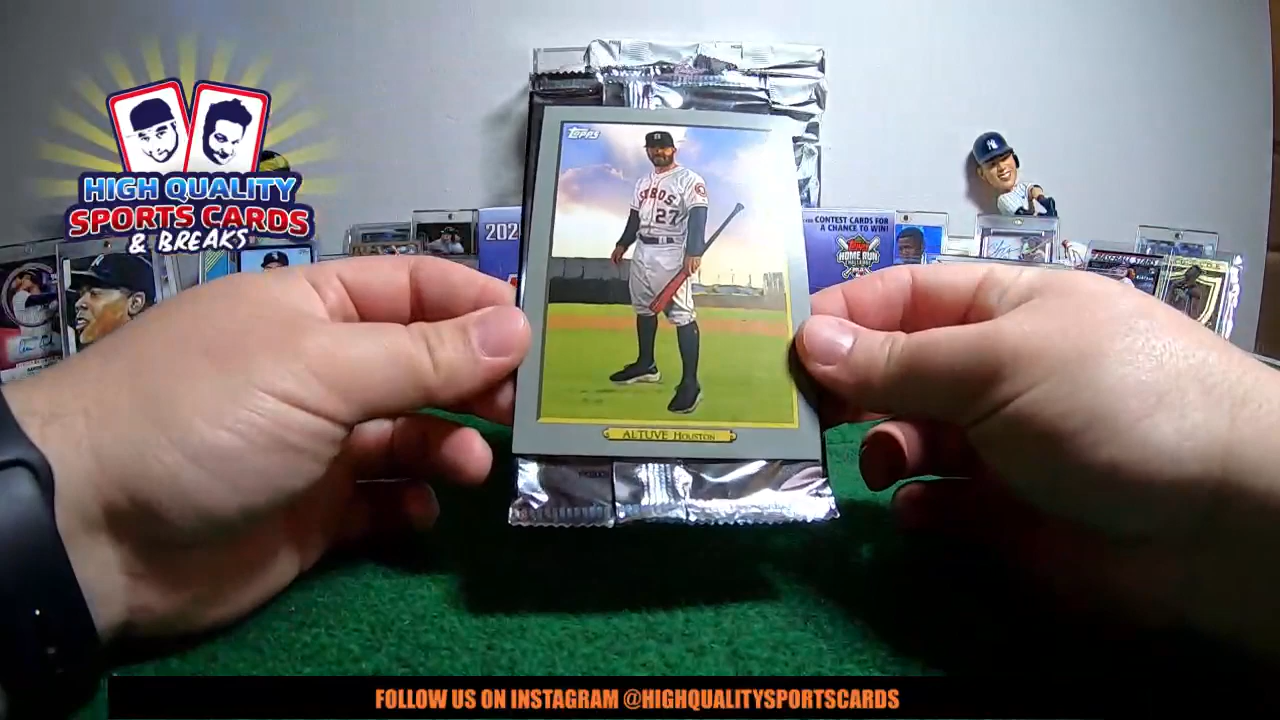 HIGH QUALITY
SPORTS CARDS
& BREAKS
Topps
27
ALTUVE HOUSTON
202
CONTEST CARDS FOR
A CHANCE TO WIN!
Topps
HOME RUN
FOLLOW US ON INSTAGRAM @HIGHQUALITYSPORTSCARDS